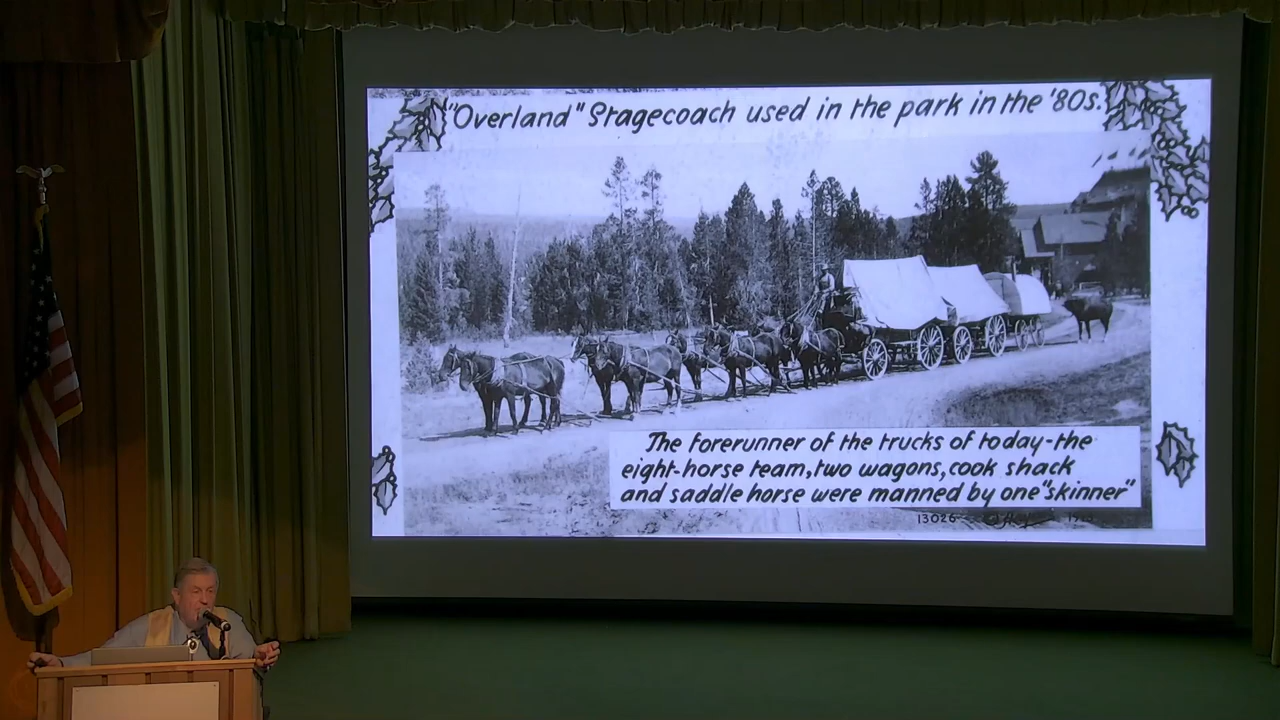 "Overland" Stagecoach used in the park in the '80s.
The forerunner of the trucks of today-the
eight-horse team, two wagons, cook shack
and saddle horse were manned by one "skinner"
13026